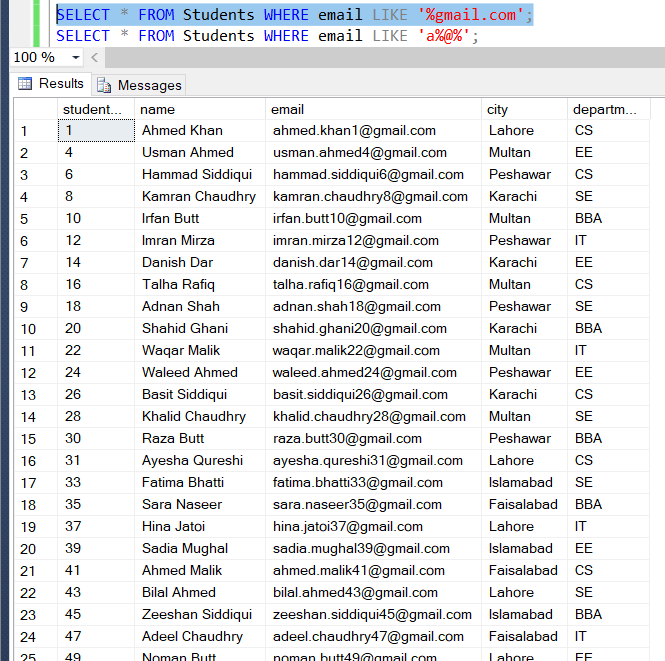 SELECT * FROM Students WHERE email LIKE '%gmail.com';
SELECT * FROM Students WHERE email LIKE 'a%@%';
100 %
Results Messages
student... name email city departm...
1 1 Ahmed Khan ahmed.khan1@gmail.com Lahore CS
2 4 Usman Ahmed usman.ahmed4@gmail.com Multan EE
3 6 Hammad Siddiqui hammad.siddiqui6@gmail.com Peshawar CS
4 8 Kamran Chaudhry kamran.chaudhry8@gmail.com Karachi SE
5 10 Irfan Butt irfan.butt10@gmail.com Multan BBA
6 12 Imran Mirza imran.mirza12@gmail.com Peshawar IT
7 14 Danish Dar danish.dar14@gmail.com Karachi EE
8 16 Talha Rafiq talha.rafiq16@gmail.com Multan CS
9 18 Adnan Shah adnan.shah18@gmail.com Peshawar SE
10 20 Shahid Ghani shahid.ghani20@gmail.com Karachi BBA
11 22 Waqar Malik waqar.malik22@gmail.com Multan IT
12 24 Waleed Ahmed waleed.ahmed24@gmail.com Peshawar EE
13 26 Basit Siddiqui basit.siddiqui26@gmail.com Karachi CS
14 28 Khalid Chaudhry khalid.chaudhry28@gmail.com Multan SE
15 30 Raza Butt raza.butt30@gmail.com Peshawar BBA
16 31 Ayesha Qureshi ayesha.qureshi31@gmail.com Lahore CS
17 33 Fatima Bhatti fatima.bhatti33@gmail.com Islamabad SE
18 35 Sara Naseer sara.naseer35@gmail.com Faisalabad BBA
19 37 Hina Jatoi hina.jatoi37@gmail.com Lahore IT
20 39 Sadia Mughal sadia.mughal39@gmail.com Islamabad EE
21 41 Ahmed Malik ahmed.malik41@gmail.com Faisalabad CS
22 43 Bilal Ahmed bilal.ahmed43@gmail.com Lahore SE
23 45 Zeeshan Siddiqui zeeshan.siddiqui45@gmail.com Islamabad BBA
24 47 Adeel Chaudhry adeel.chaudhry47@gmail.com Faisalabad IT
25 49 Noman Butt noman.butt49@gmail.com Lahore EE